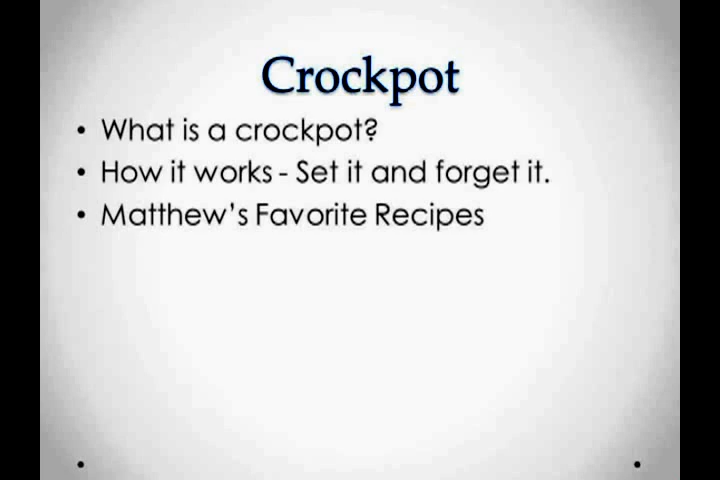 Crockpot
• What is a crockpot?
• How it works - Set it and forget it.
• Matthew's Favorite Recipes